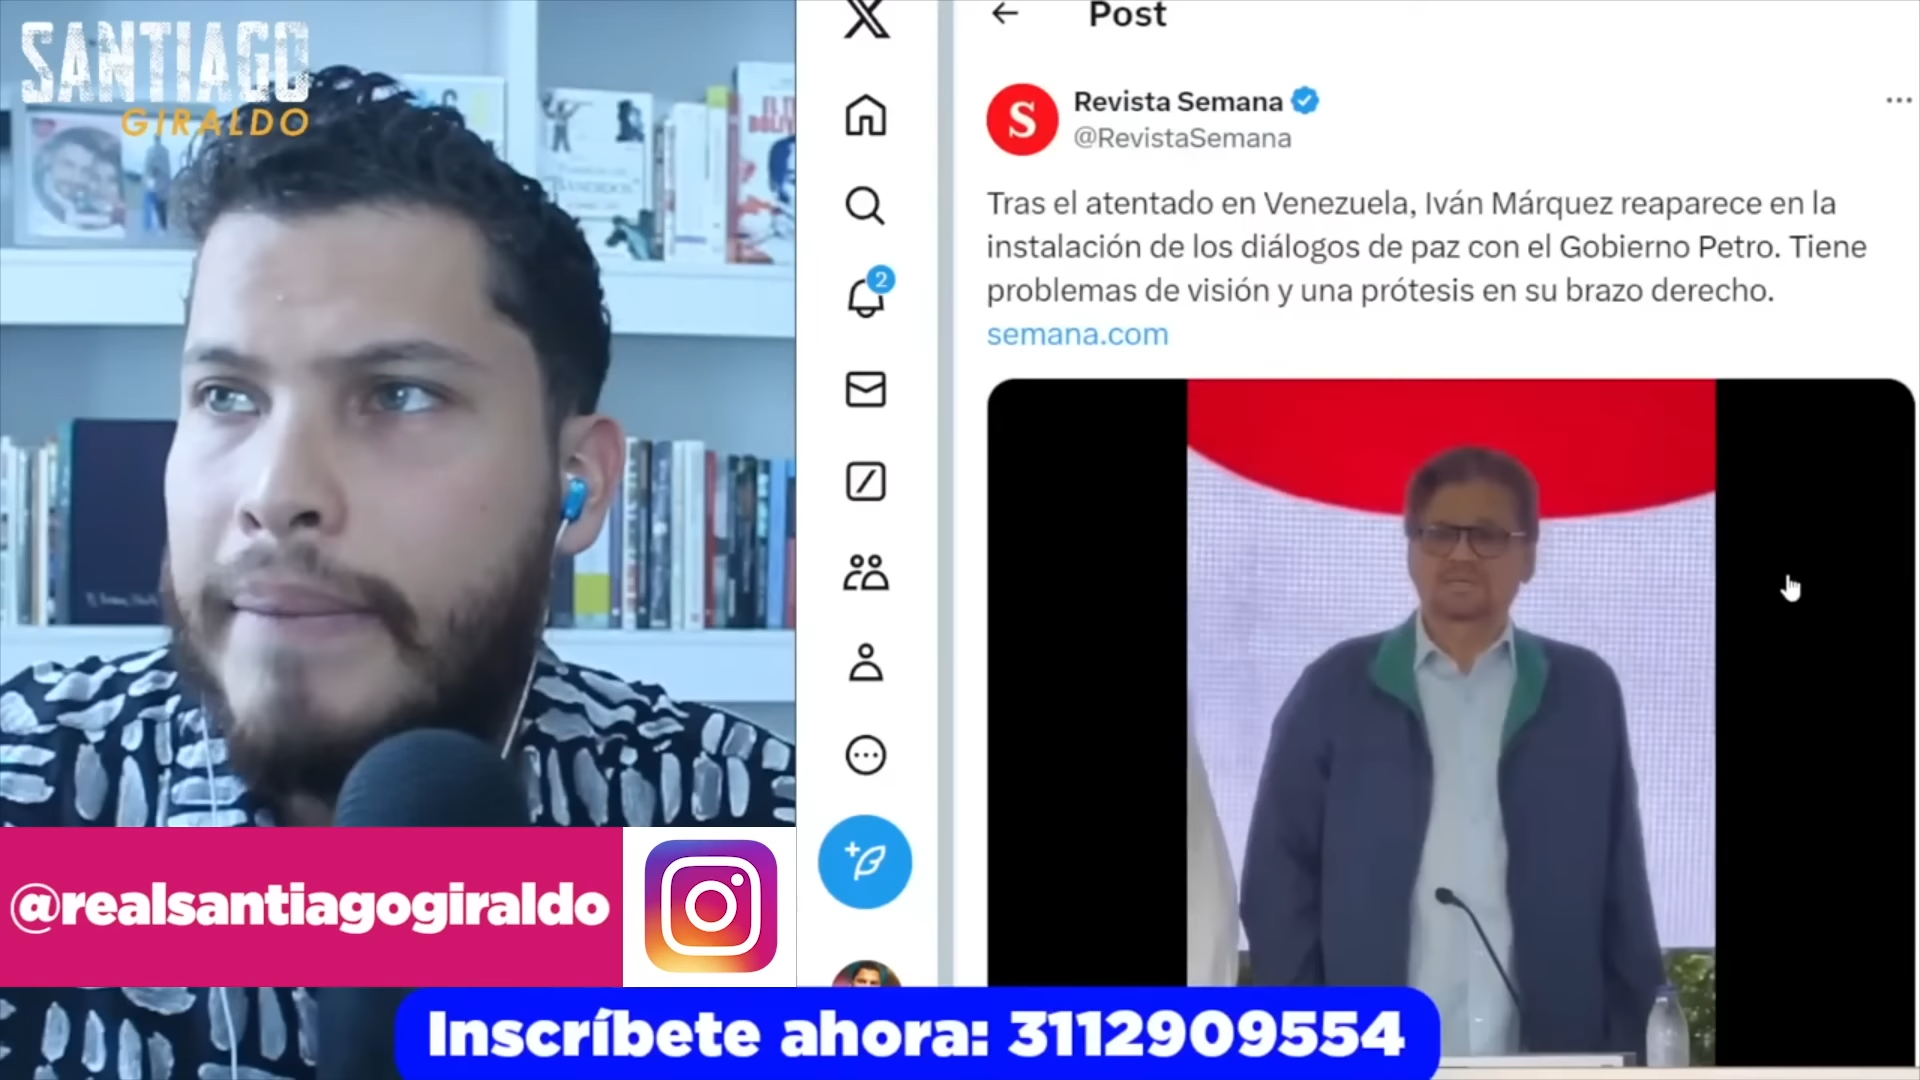 SANTIAGO
GIRALDO
Post
S
Revista Semana
@RevistaSemana
Tras el atentado en Venezuela, Iván Márquez reaparece en la
instalación de los diálogos de paz con el Gobierno Petro. Tiene
problemas de visión y una prótesis en su brazo derecho.
semana.com
2
@realsantiagogiraldo
Inscríbete ahora: 3112909554